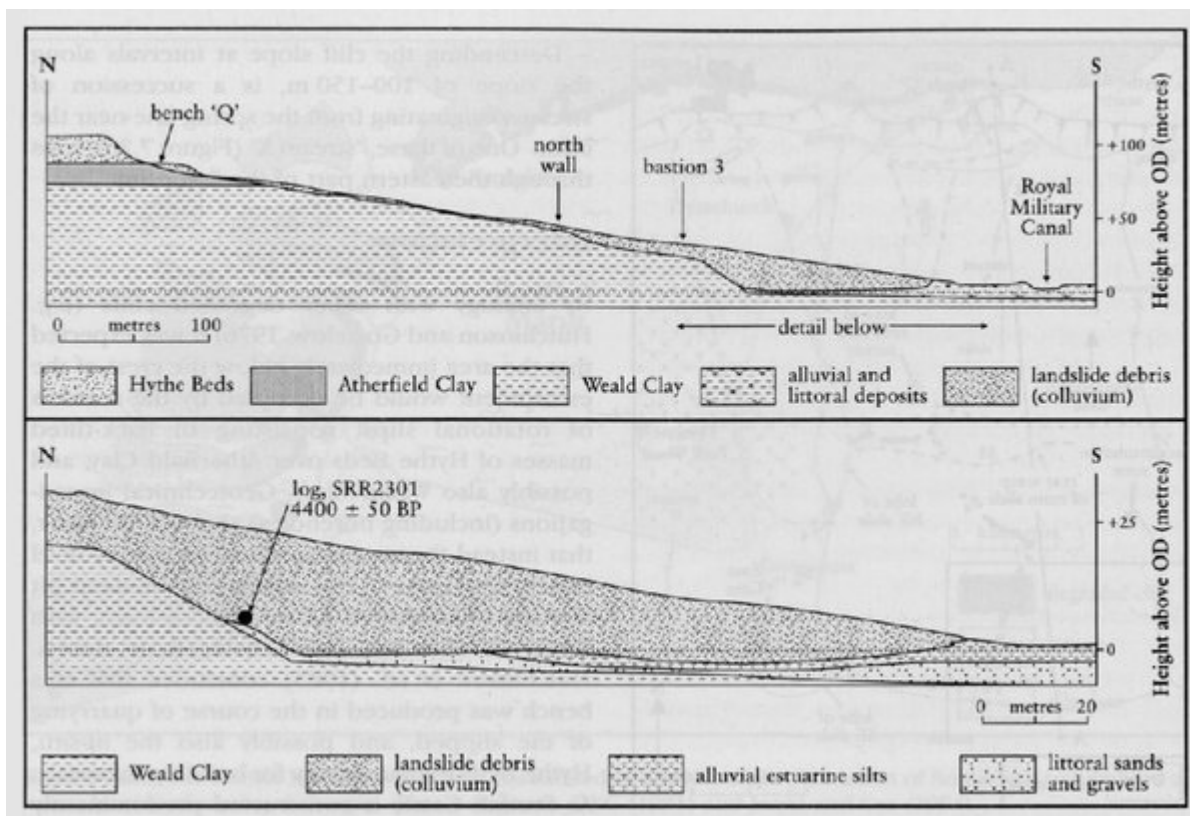 N
S
bench 'Q'
north
wall
bastion 3
Royal
Military
Canal
+100
+50
0
Height above OD (metres)
metres 100
detail below
Hythe Beds
Atherfield Clay
Weald Clay
alluvial and
littoral deposits
landslide debris
(colluvium)
N
S
log, SRR2301
4400 ± 50 BP
+25
0
Height above OD (metres)
0 metres 20
Weald Clay
landslide debris
(colluvium)
alluvial estuarine silts
littoral sands
and gravels